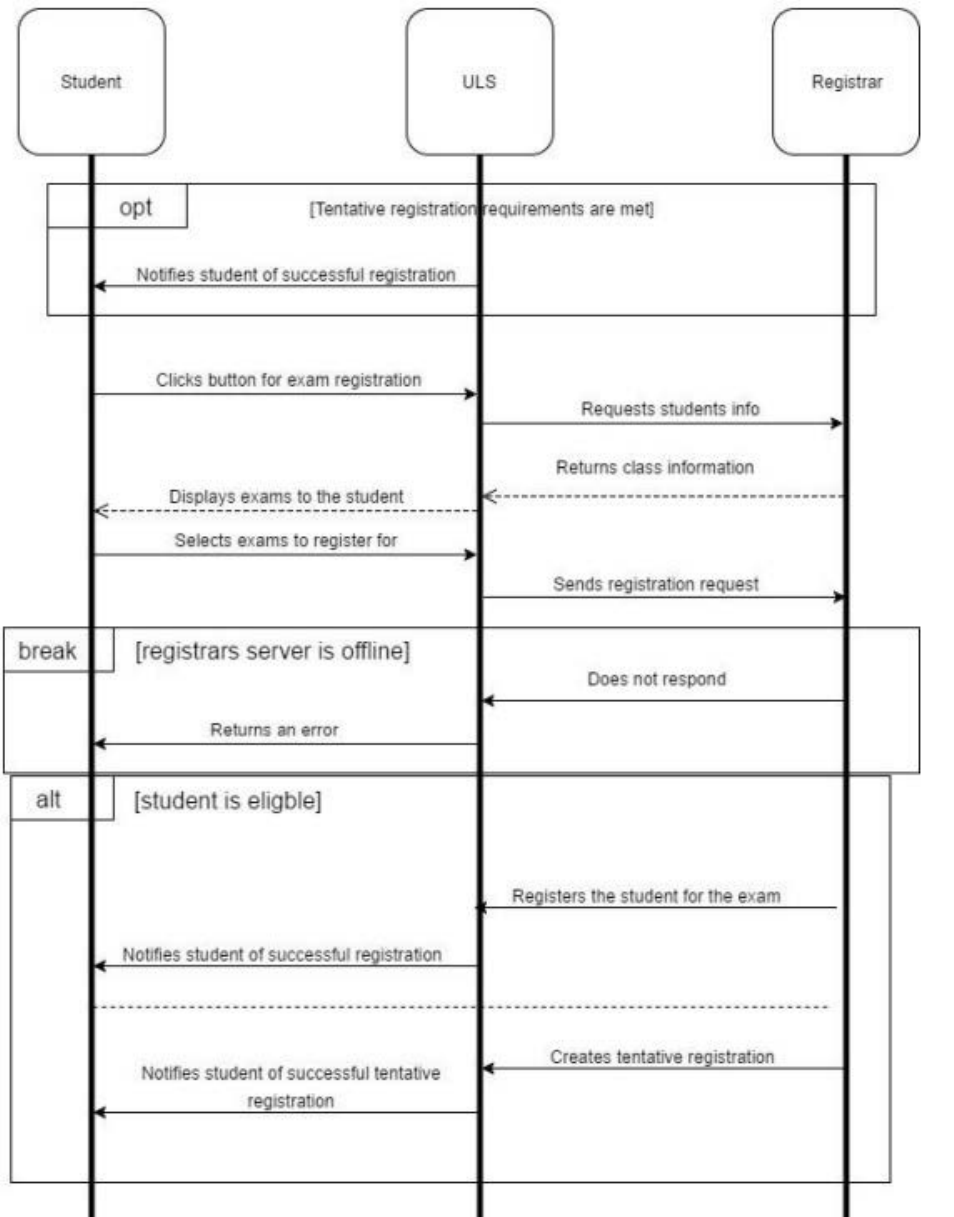 Student
ULS
Registrar
opt
[Tentative registration requirements are met]
Notifies student of successful registration
Clicks button for exam registration
Requests students info
Returns class information
Displays exams to the student
Selects exams to register for
Sends registration request
break
[registrars server is offline]
Does not respond
Returns an error
alt
[student is eligble]
Registers the student for the exam
Notifies student of successful registration
Creates tentative registration
Notifies student of successful tentative
registration